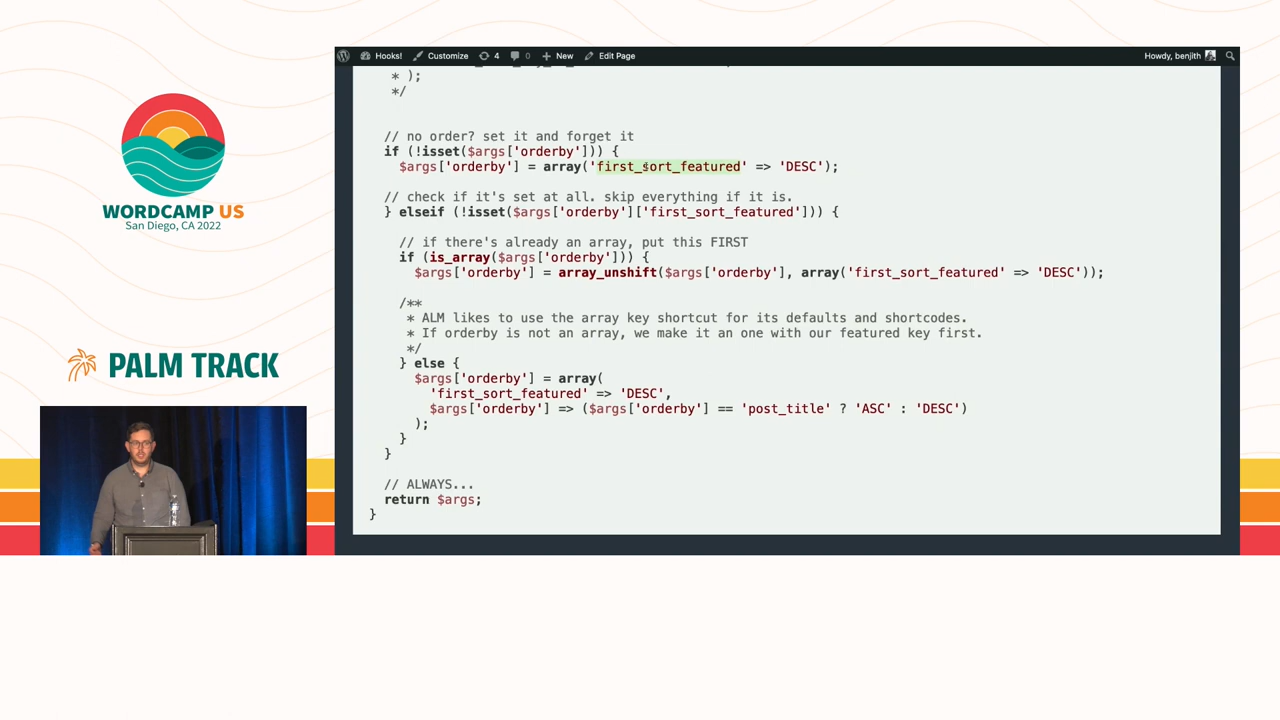 WORDCAMP US
San Diego, CA 2022
PALM TRACK
Hooks! Customize 4 0 New Edit Page Howdy, benjith
* );
*/
// no order? set it and forget it
if (!isset($args['orderby'])) {
$args['orderby'] = array('first_sort_featured' => 'DESC');
// check if it's set at all. skip everything if it is.
} elseif (!isset($args['orderby']['first_sort_featured'])) {
// if there's already an array, put this FIRST
if (is_array($args['orderby'])) {
$args['orderby'] = array_unshift($args['orderby'], array('first_sort_featured' => 'DESC'));
/**
* ALM likes to use the array key shortcut for its defaults and shortcodes.
* If orderby is not an array, we make it an one with our featured key first.
*/
} else {
$args['orderby'] = array(
'first_sort_featured' => 'DESC',
$args['orderby'] => ($args['orderby'] == 'post_title' ? 'ASC' : 'DESC')
);
}
}
// ALWAYS...
return $args;
}